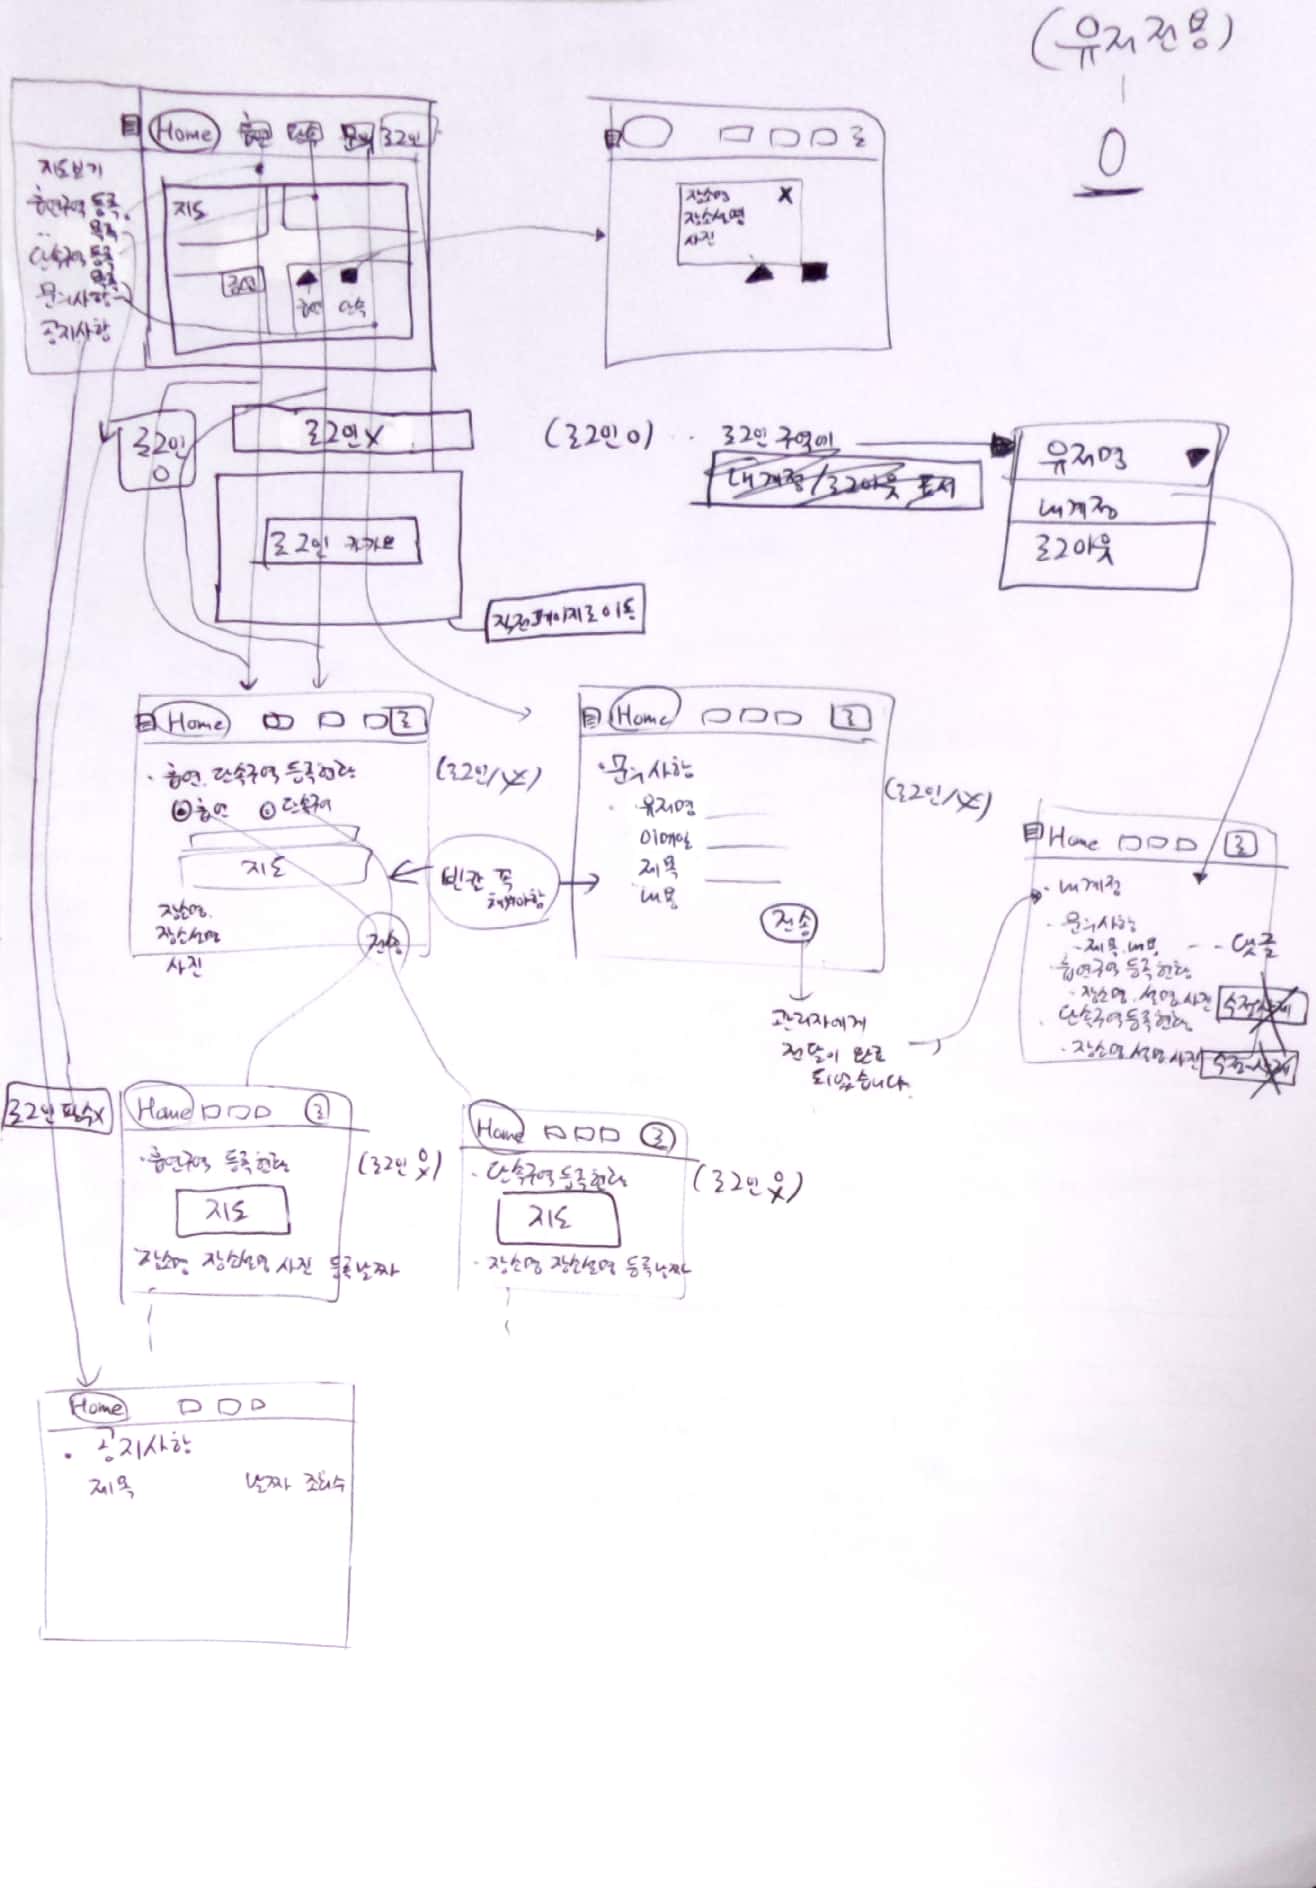 (유저전용)
Home 흡연 단속 문의 로그인
지도보기
흡연구역 등록
목록
단속구역 등록
목록
문의사항
공지사항
지도
흡연 단속
로
장소명 X
장소설명
사진
로그인
O
로그인X
로그인 카카오
직전페이지로 이동
(로그인 O) ·· 로그인 구역에
내계정/로그아웃 표시
유저명
내계정
로그아웃
Home 로
· 흡연, 단속구역 등록현황
흡연 단속구역
지도
장소명
장소설명
사진
전송
(로그인/X)
빈칸 꼭
채워야함
Home 로
· 문의사항
· 유저명
이메일
제목
내용
전송
(로그인/X)
관리자에게
전달이 완료
되었습니다.
Home 로
· 내계정
· 문의사항
- 제목, 내용 --- 댓글
흡연구역 등록현황
· 장소명, 설명 사진 수정삭제
· 단속구역 등록현황
· 장소명 설명 사진 수정삭제
로그인 필수X
Home 로
· 흡연구역 등록현황
(로그인 X)
지도
장소명 장소설명 사진 등록날짜
Home 로
· 단속구역 등록현황
(로그인 X)
지도
· 장소명 장소설명 등록날짜
Home
· 공지사항
제목 날짜 조회수